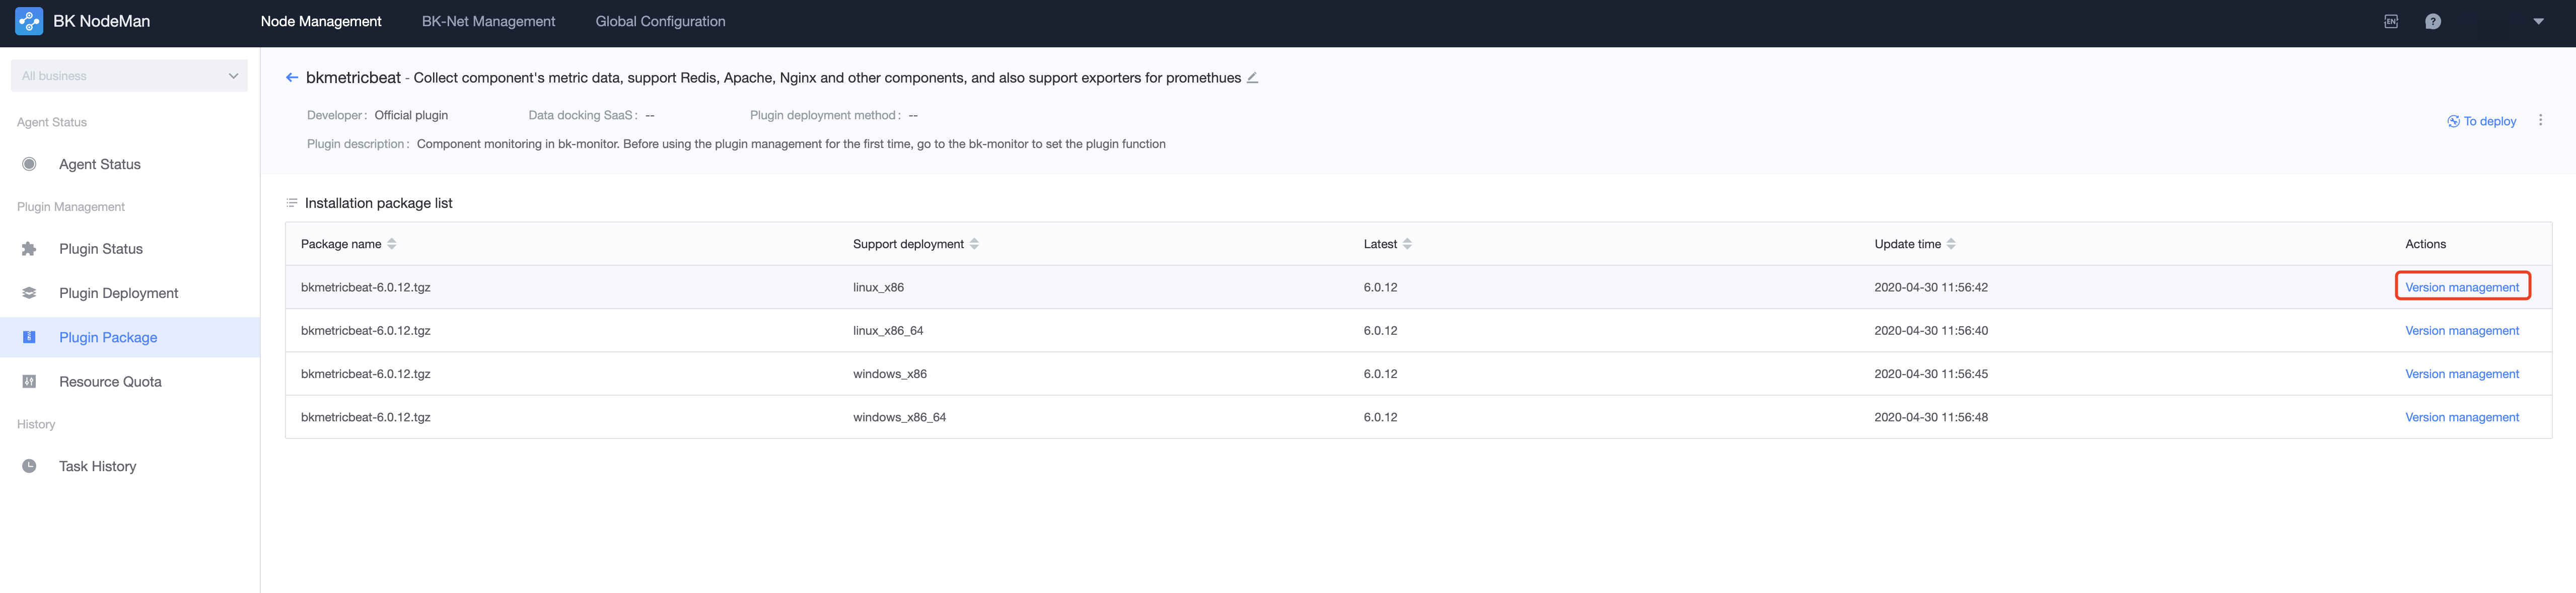 BK NodeMan
Node Management
BK-Net Management
Global Configuration
EN
?
All business
Agent Status
Agent Status
Plugin Management
Plugin Status
Plugin Deployment
Plugin Package
Resource Quota
History
Task History
bkmetricbeat - Collect component's metric data, support Redis, Apache, Nginx and other components, and also support exporters for promethues
Developer: Official plugin
Data docking SaaS: --
Plugin deployment method: --
Plugin description: Component monitoring in bk-monitor. Before using the plugin management for the first time, go to the bk-monitor to set the plugin function
To deploy
Installation package list
Package name Support deployment Latest Update time Actions
bkmetricbeat-6.0.12.tgz linux_x86 6.0.12 2020-04-30 11:56:42 Version management
bkmetricbeat-6.0.12.tgz linux_x86_64 6.0.12 2020-04-30 11:56:40 Version management
bkmetricbeat-6.0.12.tgz windows_x86 6.0.12 2020-04-30 11:56:45 Version management
bkmetricbeat-6.0.12.tgz windows_x86_64 6.0.12 2020-04-30 11:56:48 Version management